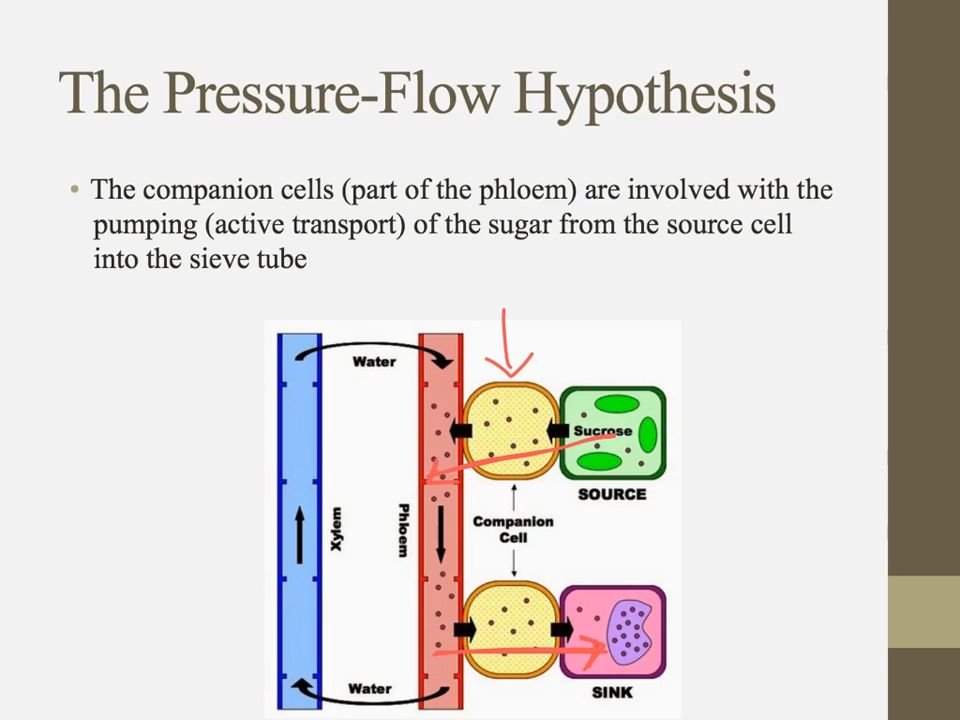 The Pressure-Flow Hypothesis
• The companion cells (part of the phloem) are involved with the
pumping (active transport) of the sugar from the source cell
into the sieve tube
Water
Sucrose
SOURCE
Xylem
Phloem
Companion
Cell
Water
SINK